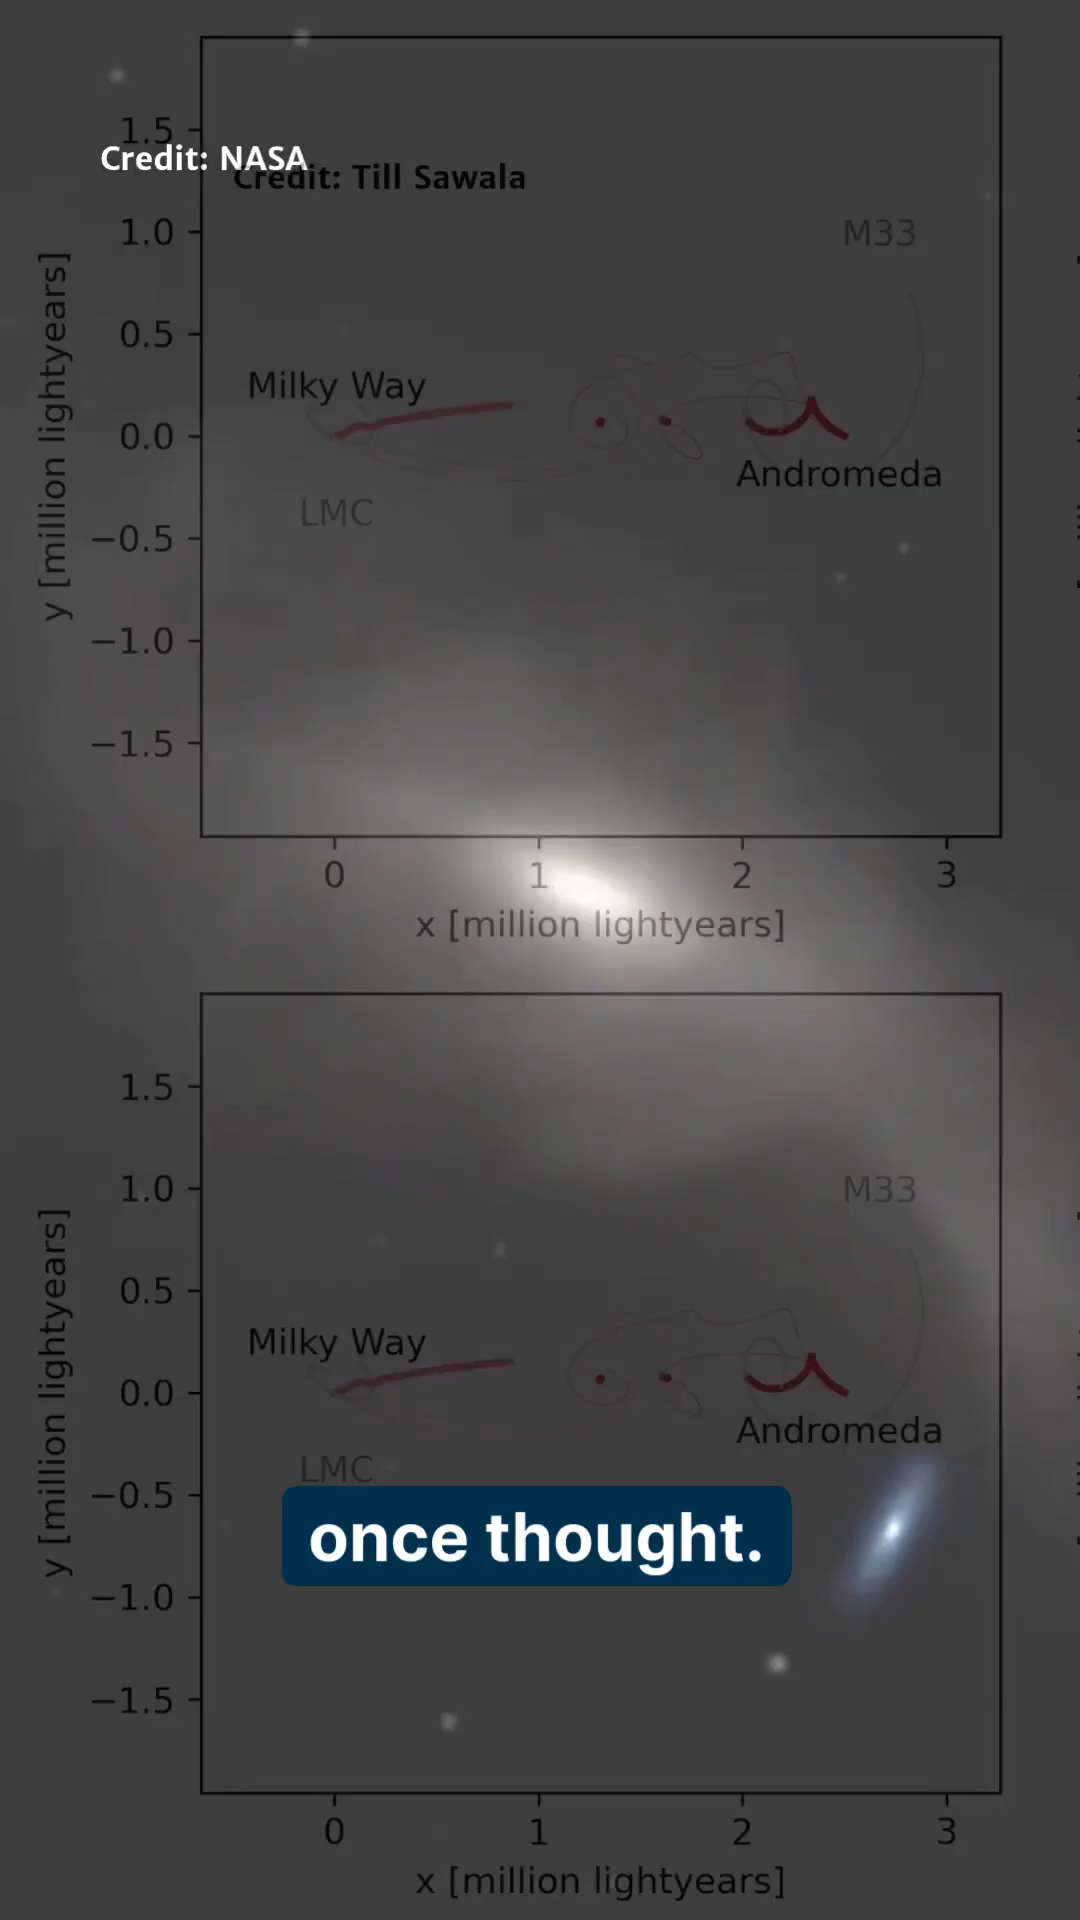 1.5
Credit: NASA
Credit: Till Sawala
1.0
M33
0.5
Milky Way
0.0
Andromeda
LMC
−0.5
−1.0
−1.5
y [million lightyears]
0 1 2 3
x [million lightyears]
1.5
1.0
M33
0.5
Milky Way
0.0
Andromeda
LMC
−0.5
once thought.
−1.0
−1.5
y [million lightyears]
0 1 2 3
x [million lightyears]